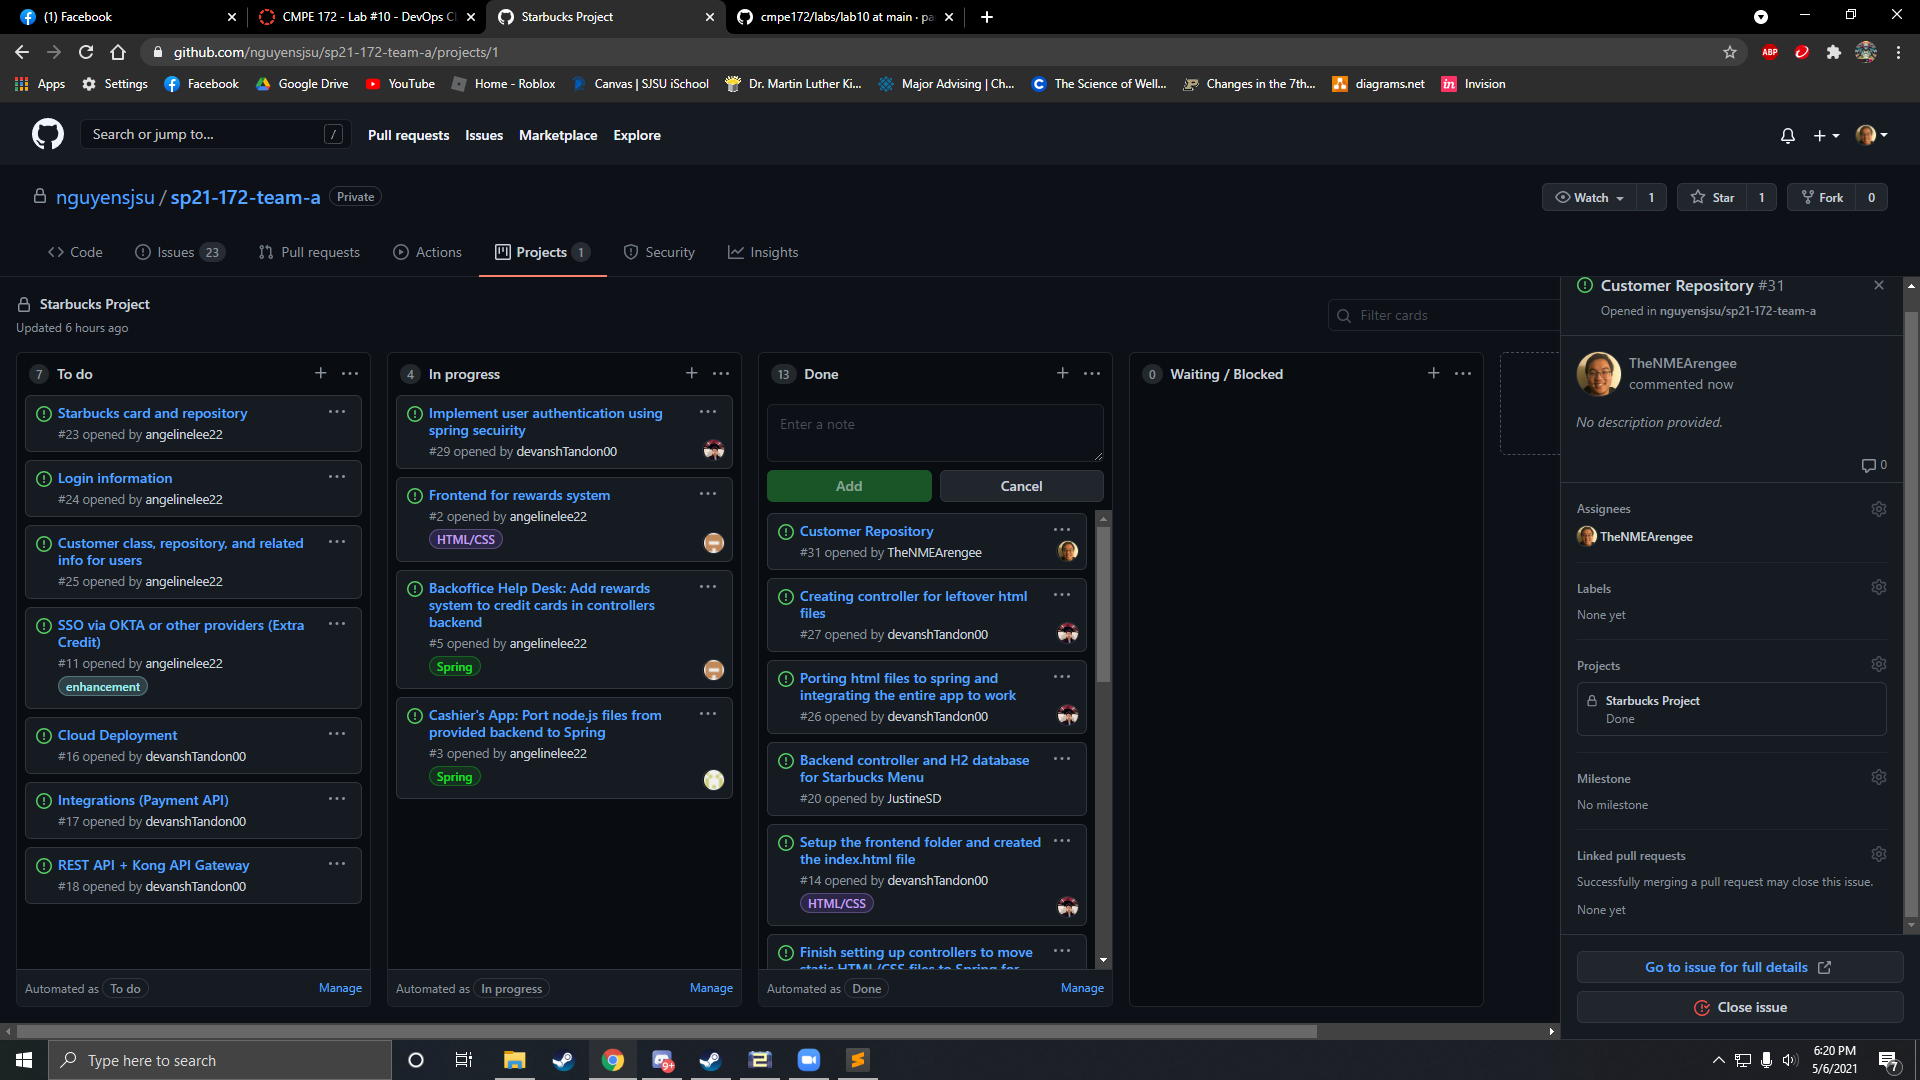 (1) Facebook
CMPE 172 - Lab #10 - DevOps Cl
Starbucks Project
cmpe172/labs/lab10 at main · pa
github.com/nguyensjsu/sp21-172-team-a/projects/1
ABP
Apps
Settings
Facebook
Google Drive
YouTube
Home - Roblox
Canvas | SJSU iSchool
Dr. Martin Luther Ki...
Major Advising | Ch...
The Science of Well...
Changes in the 7th...
diagrams.net
in
Invision
Search or jump to...
/
Pull requests
Issues
Marketplace
Explore
nguyensjsu / sp21-172-team-a
Private
Watch
1
Star
1
Fork
0
Code
Issues 23
Pull requests
Actions
Projects 1
Security
Insights
Starbucks Project
Updated 6 hours ago
Filter cards
7 To do
Starbucks card and repository
#23 opened by angelinelee22
Login information
#24 opened by angelinelee22
Customer class, repository, and related
info for users
#25 opened by angelinelee22
SSO via OKTA or other providers (Extra
Credit)
#11 opened by angelinelee22
enhancement
Cloud Deployment
#16 opened by devanshTandon00
Integrations (Payment API)
#17 opened by devanshTandon00
REST API + Kong API Gateway
#18 opened by devanshTandon00
Automated as To do
Manage
4 In progress
Implement user authentication using
spring secuirity
#29 opened by devanshTandon00
Frontend for rewards system
#2 opened by angelinelee22
HTML/CSS
Backoffice Help Desk: Add rewards
system to credit cards in controllers
backend
#5 opened by angelinelee22
Spring
Cashier's App: Port node.js files from
provided backend to Spring
#3 opened by angelinelee22
Spring
Automated as In progress
Manage
13 Done
Enter a note
Add
Cancel
Customer Repository
#31 opened by TheNMEArengee
Creating controller for leftover html
files
#27 opened by devanshTandon00
Porting html files to spring and
integrating the entire app to work
#26 opened by devanshTandon00
Backend controller and H2 database
for Starbucks Menu
#20 opened by JustineSD
Setup the frontend folder and created
the index.html file
#14 opened by devanshTandon00
HTML/CSS
Finish setting up controllers to move
static HTML/CSS files to Spring for
Automated as Done
Manage
0 Waiting / Blocked
Customer Repository #31
Opened in nguyensjsu/sp21-172-team-a
TheNMEArengee
commented now
No description provided.
0
Assignees
TheNMEArengee
Labels
None yet
Projects
Starbucks Project
Done
Milestone
No milestone
Linked pull requests
Successfully merging a pull request may close this issue.
None yet
Go to issue for full details
Close issue
Type here to search
9+
6:20 PM
5/6/2021
7